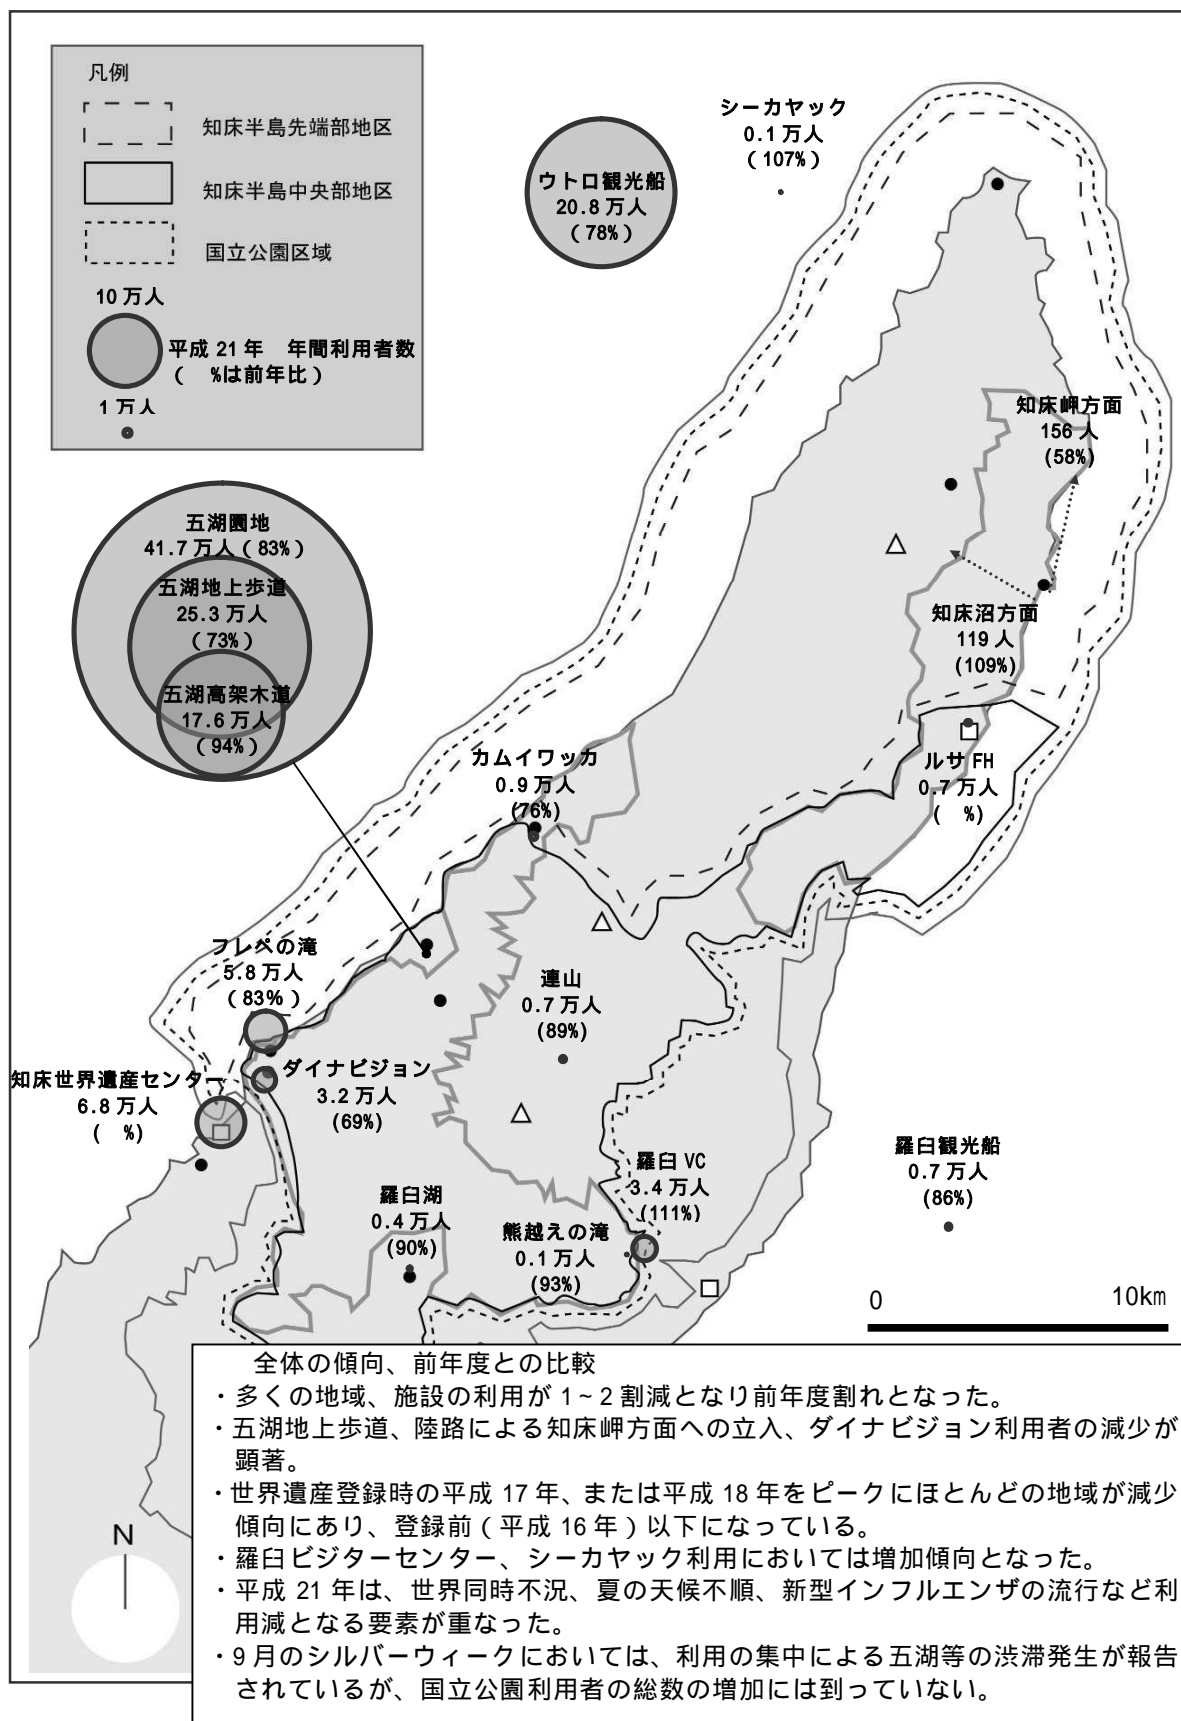 凡例
知床半島先端部地区
知床半島中央部地区
国立公園区域
10 万人
平成 21 年　年間利用者数
（　%は前年比）
1 万人
シーカヤック
0.1 万人
（107%）
ウトロ観光船
20.8 万人
（78%）
知床岬方面
156 人
(58%)
五湖園地
41.7 万人（83%）
五湖地上歩道
25.3 万人
（73%）
五湖高架木道
17.6 万人
（94%）
知床沼方面
119 人
(109%)
カムイワッカ
0.9 万人
(76%)
ルサ FH
0.7 万人
(　%)
フレペの滝
5.8 万人
（83%）
連山
0.7 万人
(89%)
知床世界遺産センター
6.8 万人
(　%)
ダイナビジョン
3.2 万人
(69%)
羅臼 VC
3.4 万人
(111%)
羅臼観光船
0.7 万人
(86%)
羅臼湖
0.4 万人
(90%)
熊越えの滝
0.1 万人
(93%)
0　10km
N
全体の傾向、前年度との比較
・多くの地域、施設の利用が 1~2 割減となり前年度割れとなった。
・五湖地上歩道、陸路による知床岬方面への立入、ダイナビジョン利用者の減少が
顕著。
・世界遺産登録時の平成 17 年、または平成 18 年をピークにほとんどの地域が減少
傾向にあり、登録前（平成 16 年）以下になっている。
・羅臼ビジターセンター、シーカヤック利用においては増加傾向となった。
・平成 21 年は、世界同時不況、夏の天候不順、新型インフルエンザの流行など利
用減となる要素が重なった。
・9 月のシルバーウィークにおいては、利用の集中による五湖等の渋滞発生が報告
されているが、国立公園利用者の総数の増加には到っていない。